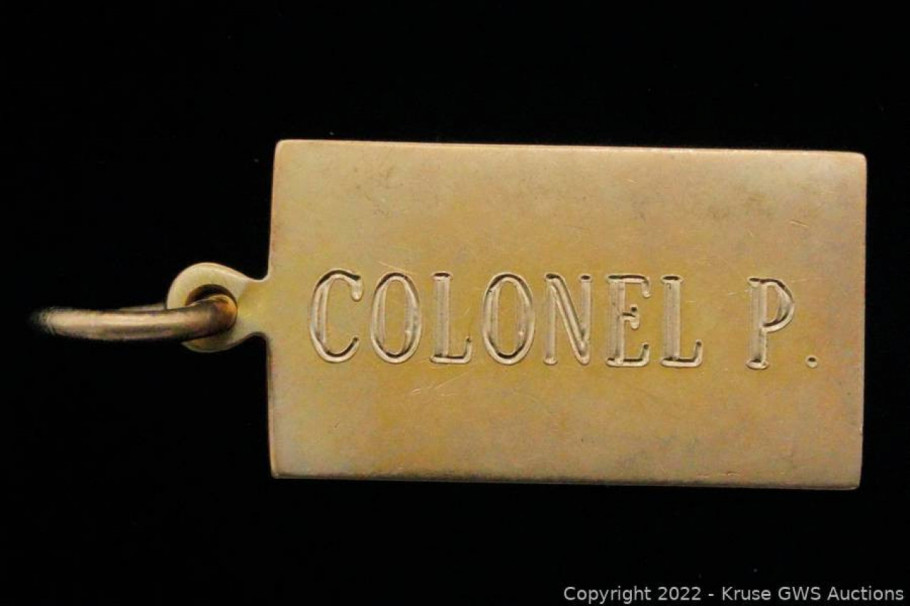 COLONEL P.
Copyright 2022 - Kruse GWS Auctions